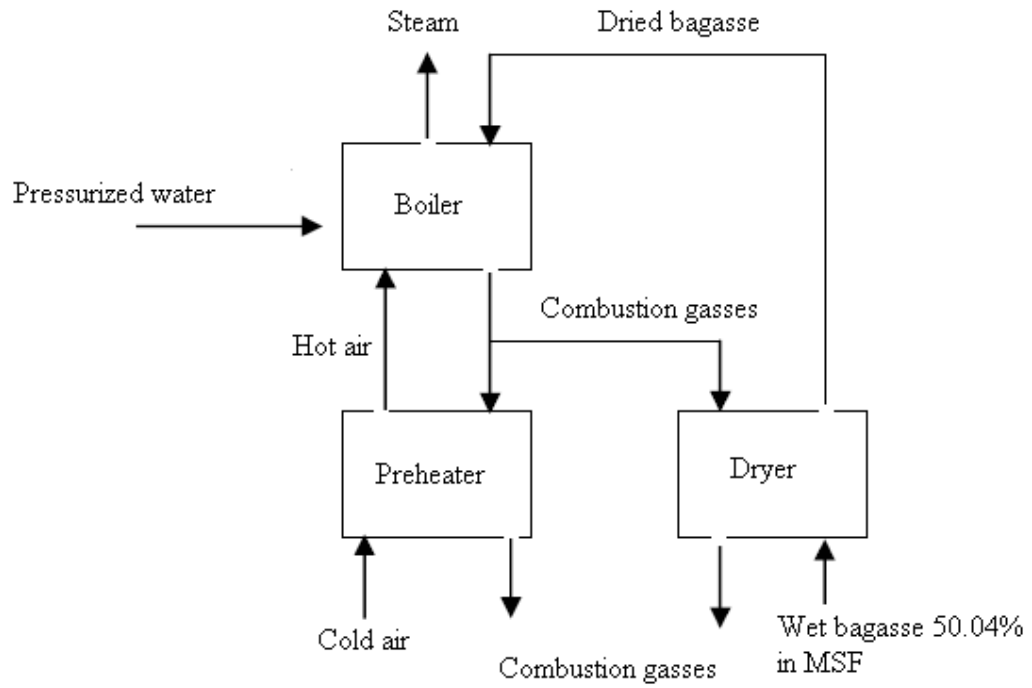 Steam
Dried bagasse
Pressurized water
Boiler
Combustion gasses
Hot air
Preheater
Dryer
Cold air
Combustion gasses
Wet bagasse 50.04%
in MSF